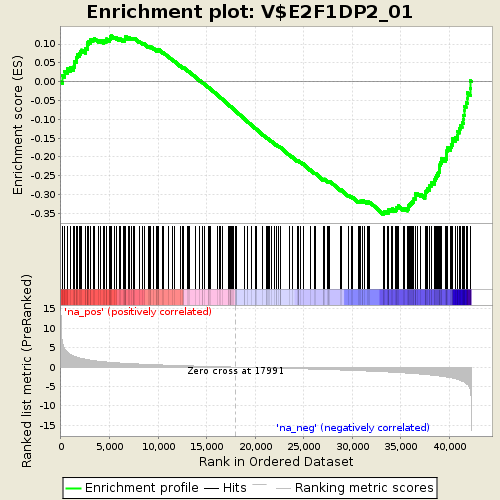 Enrichment plot: V$E2F1DP2_01
Enrichment score (ES)
0.10
0.05
0.00
-0.05
-0.10
-0.15
-0.20
-0.25
-0.30
-0.35
'na_pos' (positively correlated)
Ranked list metric (PreRanked)
15
10
5
0
-5
-10
-15
Zero cross at 17991
'na_neg' (negatively correlated)
0
5,000
10,000
15,000
20,000
25,000
30,000
35,000
40,000
Rank in Ordered Dataset
Enrichment profile
Hits
Ranking metric scores